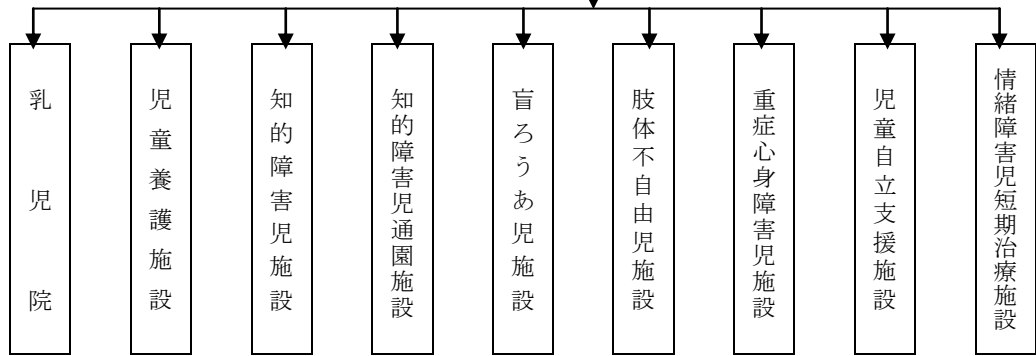 乳児院
児童養護施設
知的障害児施設
知的障害児通園施設
盲ろうあ児施設
肢体不自由児施設
重症心身障害児施設
児童自立支援施設
情緒障害児短期治療施設